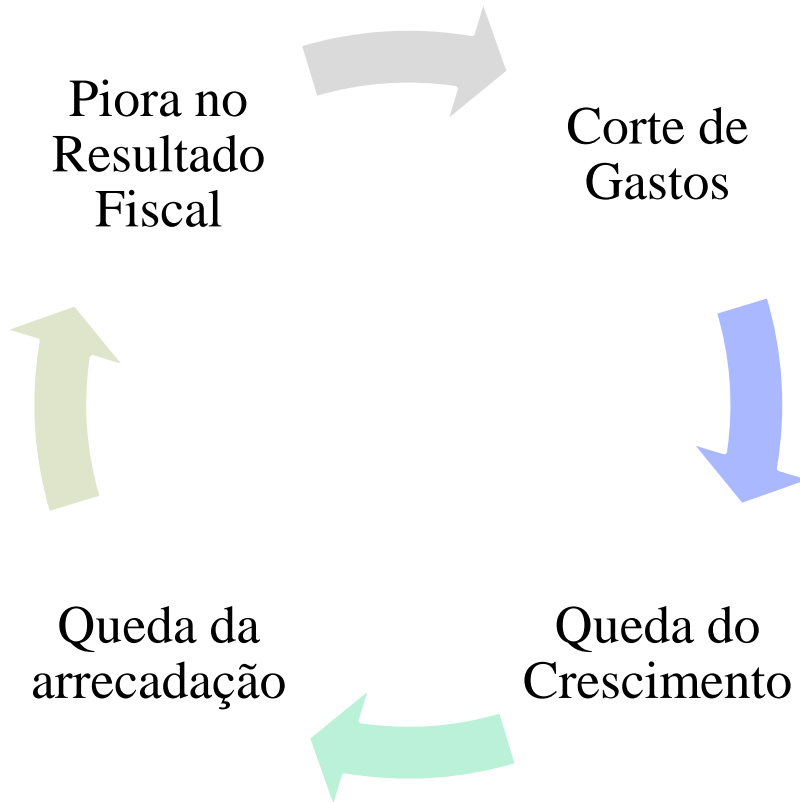 Piora no
Resultado
Fiscal
Corte de
Gastos
Queda do
Crescimento
Queda da
arrecadação